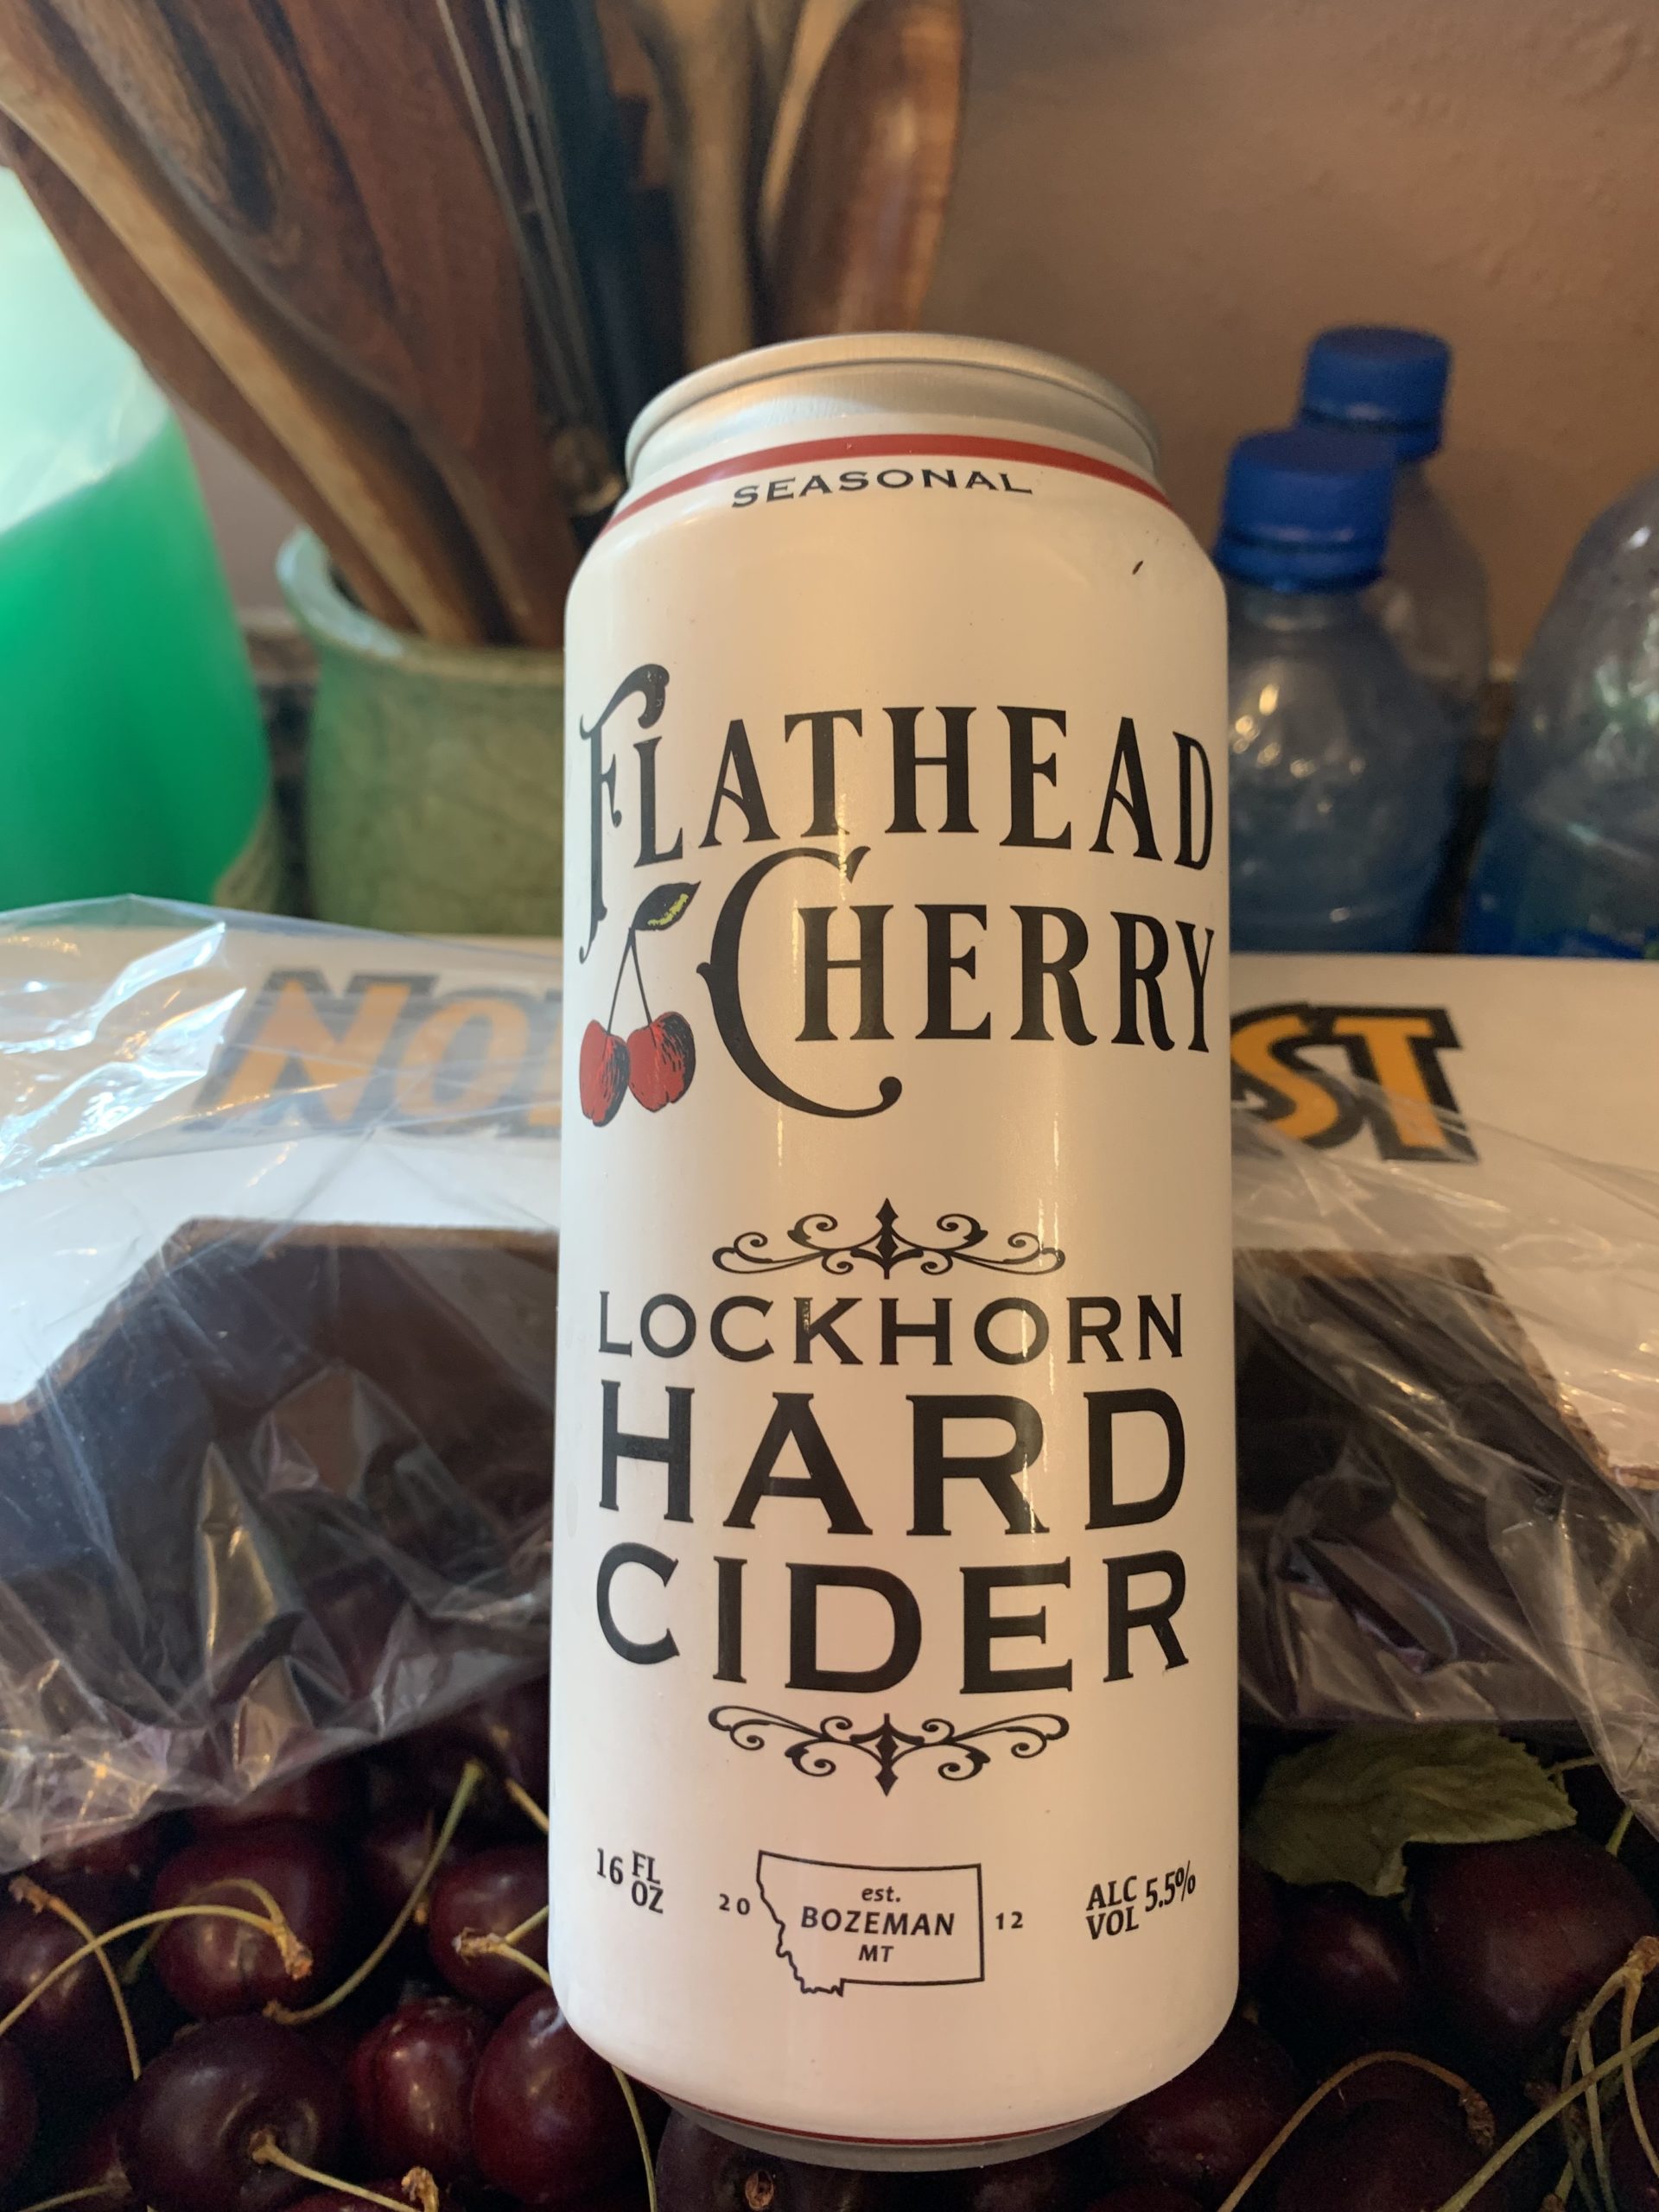 SEASONAL
FLATHEAD
CHERRY
LOCKHORN
HARD
CIDER
16 FL OZ
20 est. 12
BOZEMAN
MT
ALC VOL 5.5%